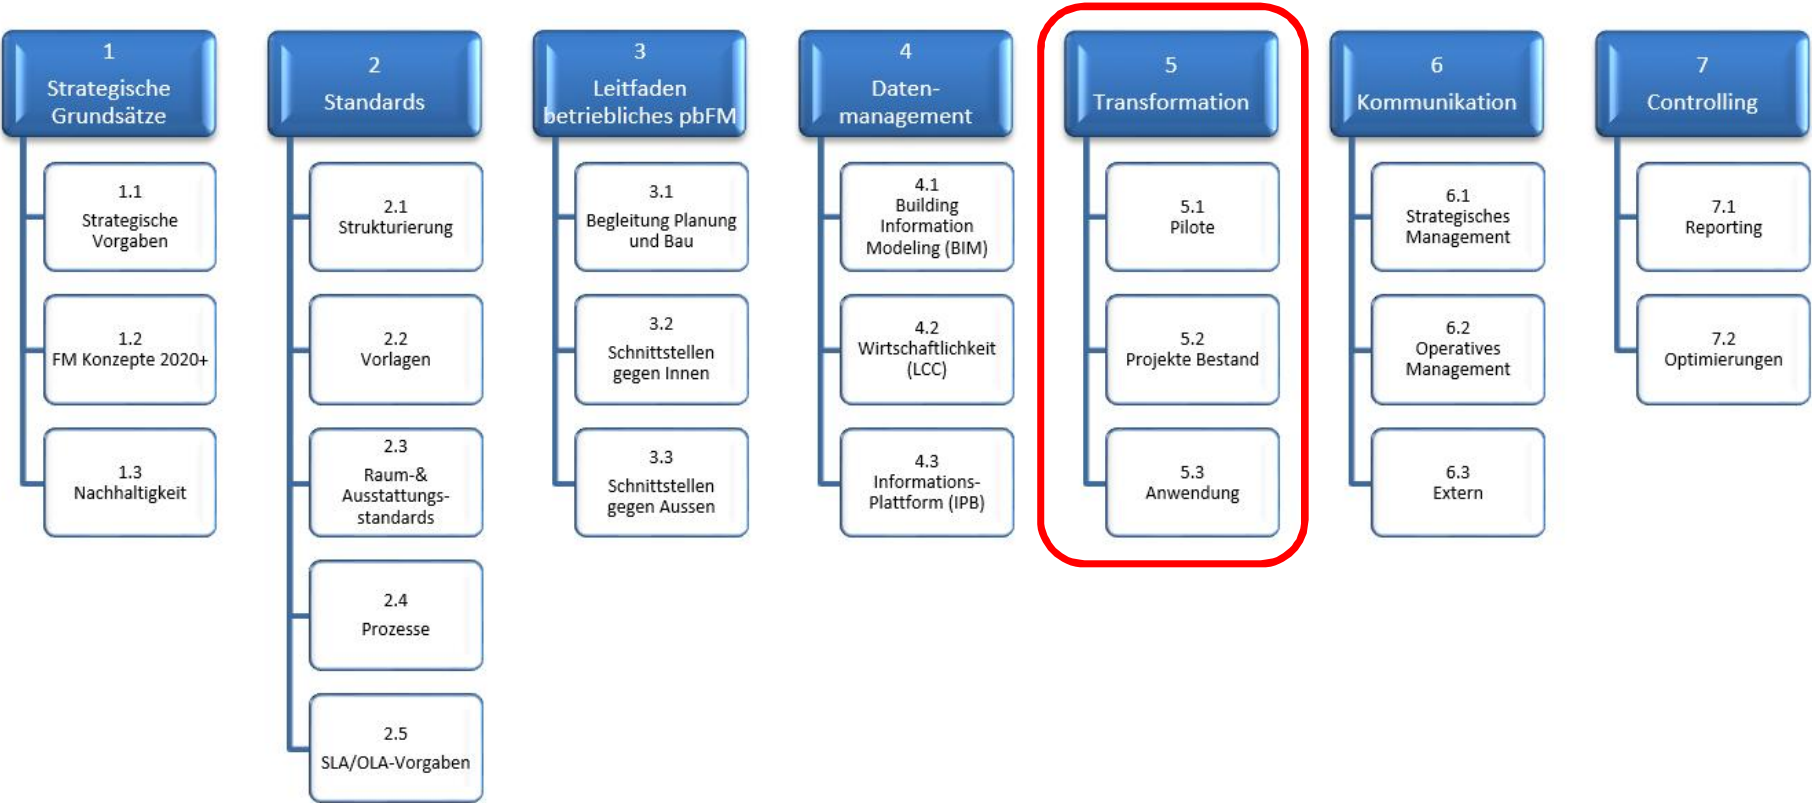 1
Strategische
Grundsätze
1.1
Strategische
Vorgaben
1.2
FM Konzepte 2020+
1.3
Nachhaltigkeit
2
Standards
2.1
Strukturierung
2.2
Vorlagen
2.3
Raum-&
Ausstattungs-
standards
2.4
Prozesse
2.5
SLA/OLA-Vorgaben
3
Leitfaden
betriebliches pbFM
3.1
Begleitung Planung
und Bau
3.2
Schnittstellen
gegen Innen
3.3
Schnittstellen
gegen Aussen
4
Daten-
management
4.1
Building
Information
Modeling (BIM)
4.2
Wirtschaftlichkeit
(LCC)
4.3
Informations-
Plattform (IPB)
5
Transformation
5.1
Pilote
5.2
Projekte Bestand
5.3
Anwendung
6
Kommunikation
6.1
Strategisches
Management
6.2
Operatives
Management
6.3
Extern
7
Controlling
7.1
Reporting
7.2
Optimierungen